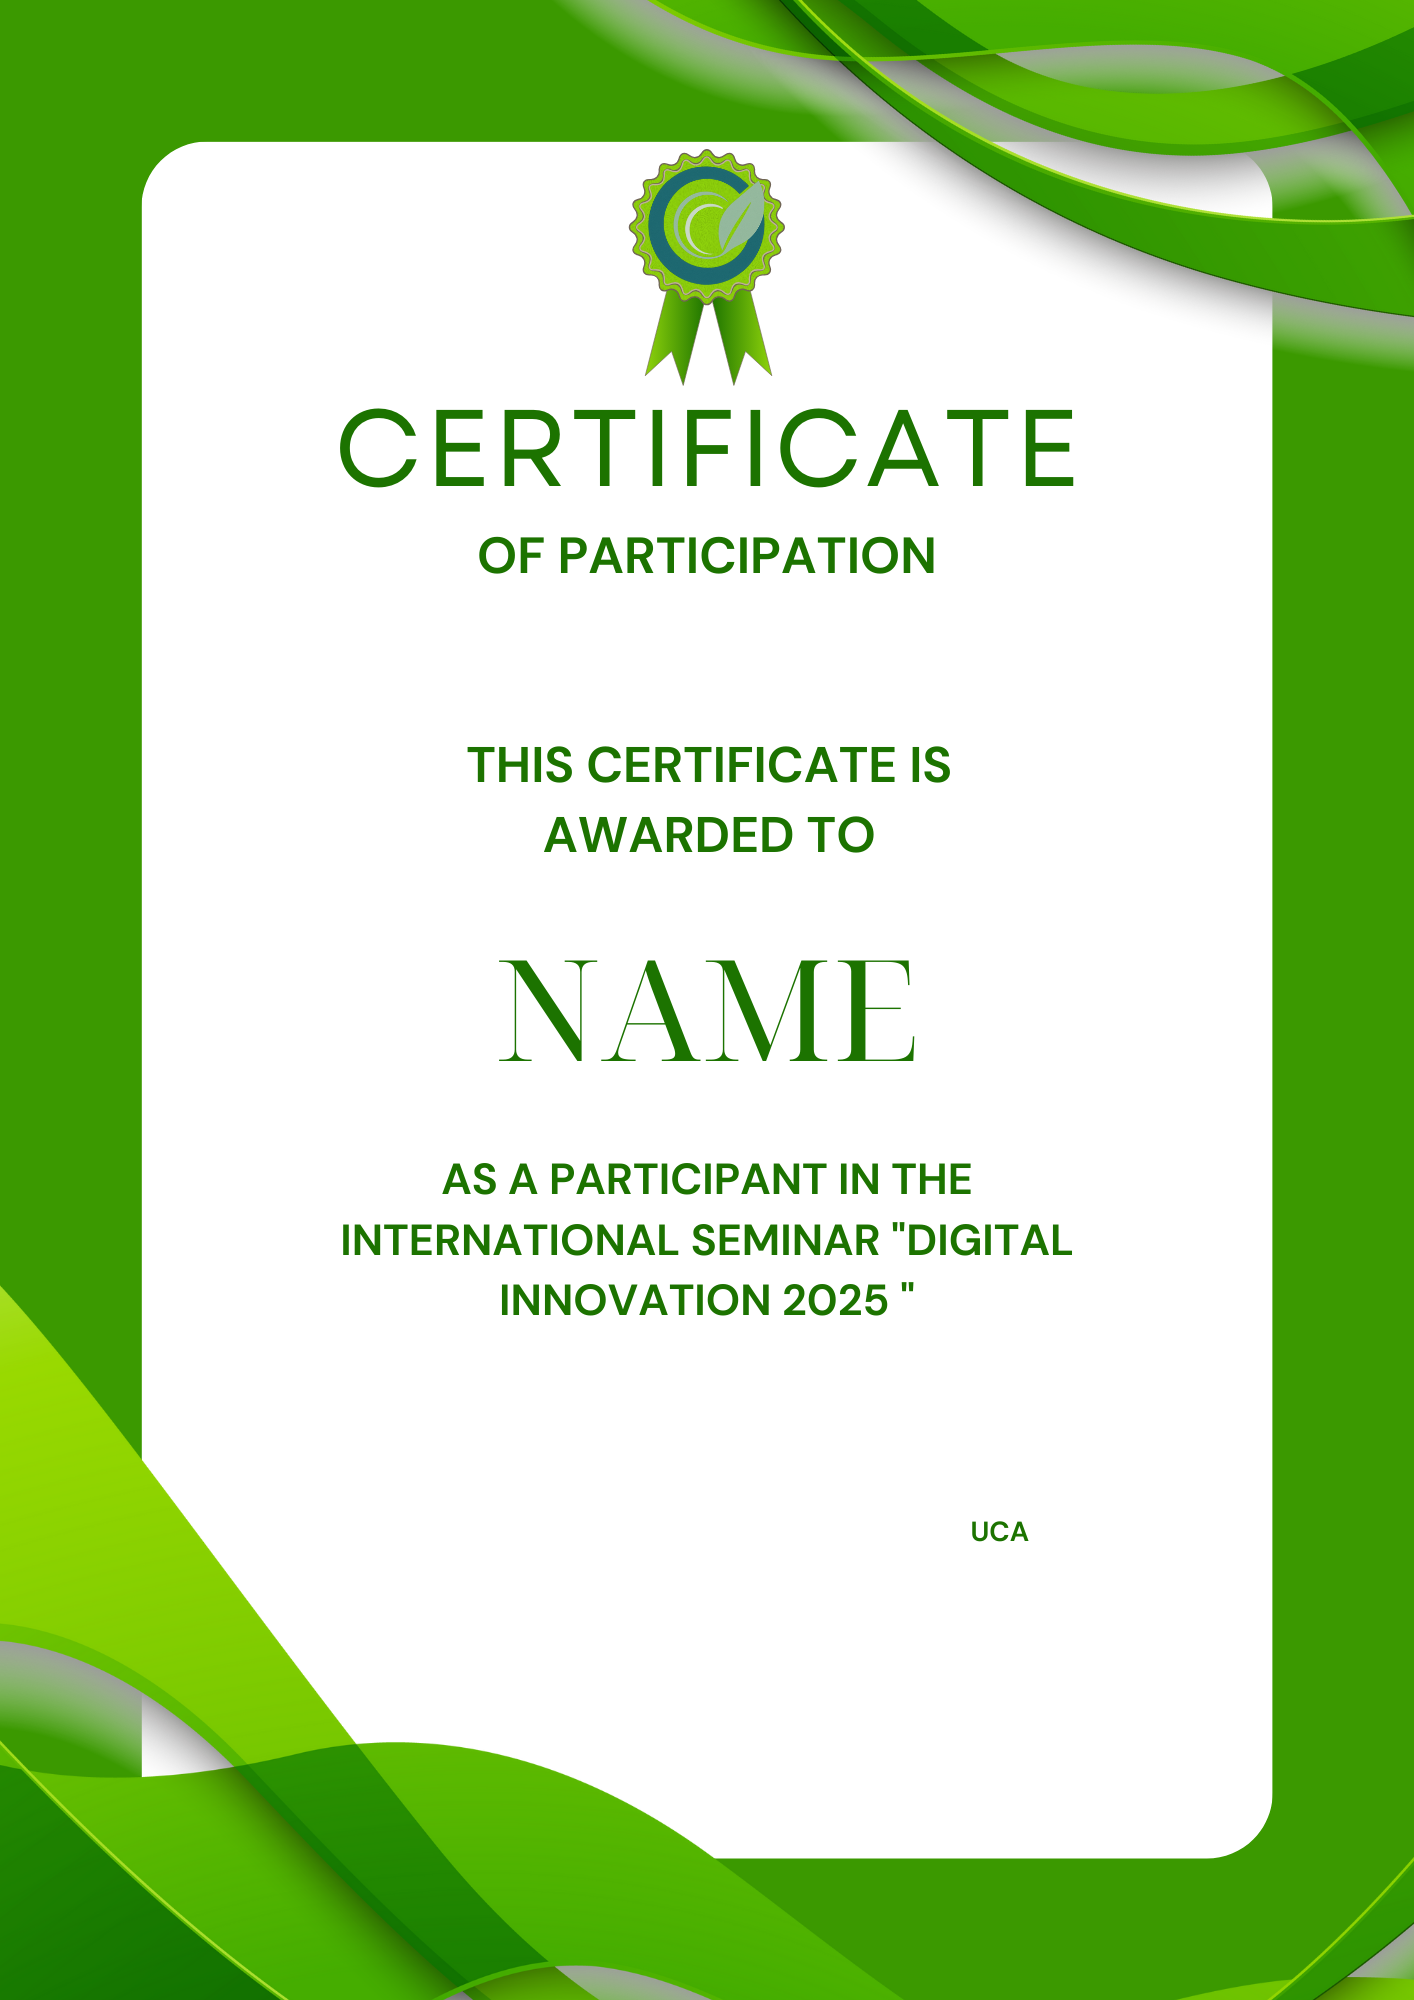 CERTIFICATE
OF PARTICIPATION
THIS CERTIFICATE IS
AWARDED TO
NAME
AS A PARTICIPANT IN THE
INTERNATIONAL SEMINAR "DIGITAL
INNOVATION 2025 "
UCA